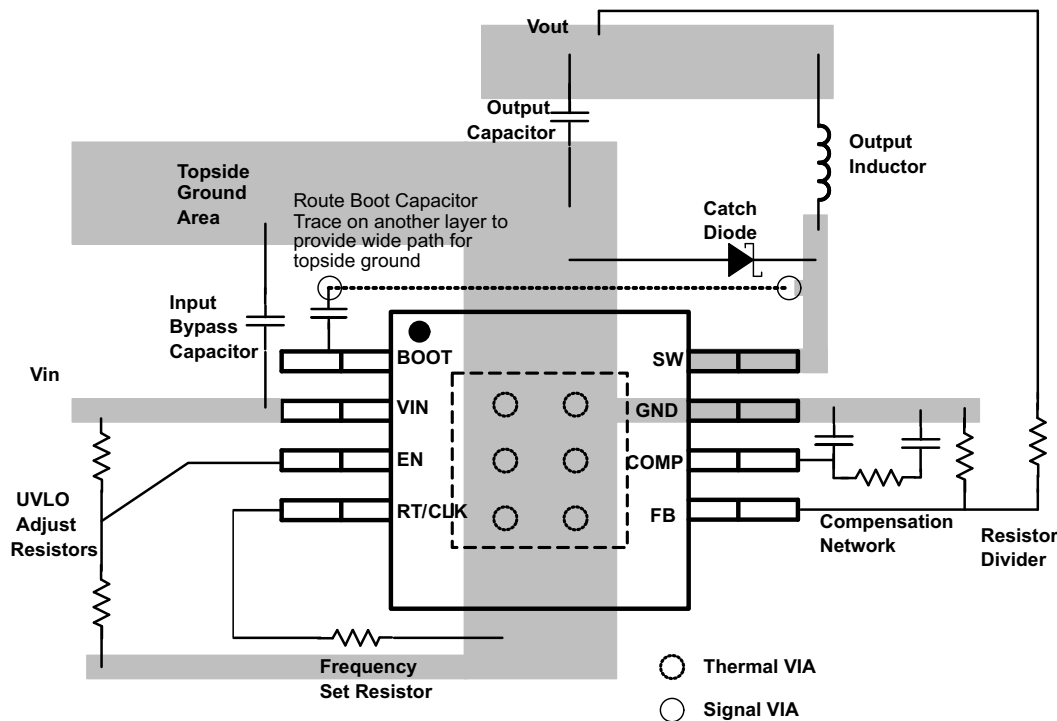 Vout
Output
Capacitor
Output
Inductor
Topside
Ground
Area
Route Boot Capacitor
Trace on another layer to
provide wide path for
topside ground
Catch
Diode
Input
Bypass
Capacitor
Vin
BOOT
SW
VIN
GND
EN
COMP
RT/CLK
FB
UVLO
Adjust
Resistors
Compensation
Network
Resistor
Divider
Frequency
Set Resistor
Thermal VIA
Signal VIA